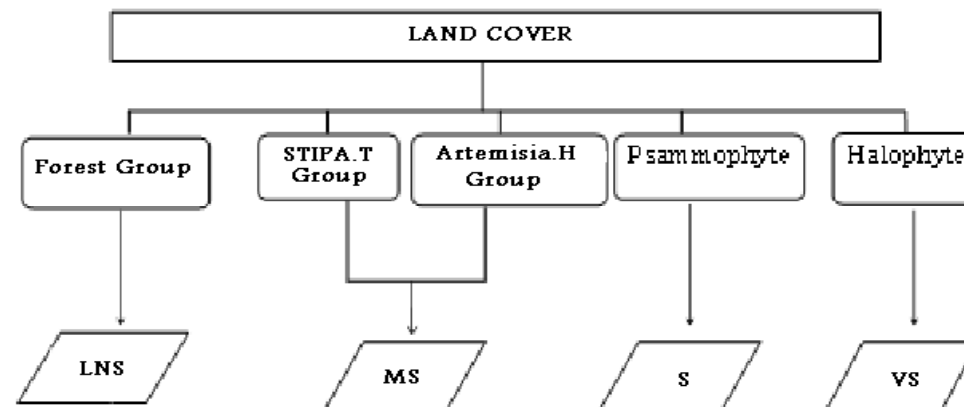 LAND COVER
Forest Group
STIPA.T
Group
Artemisia.H
Group
Psammophyte
Halophyte
LNS
MS
S
VS